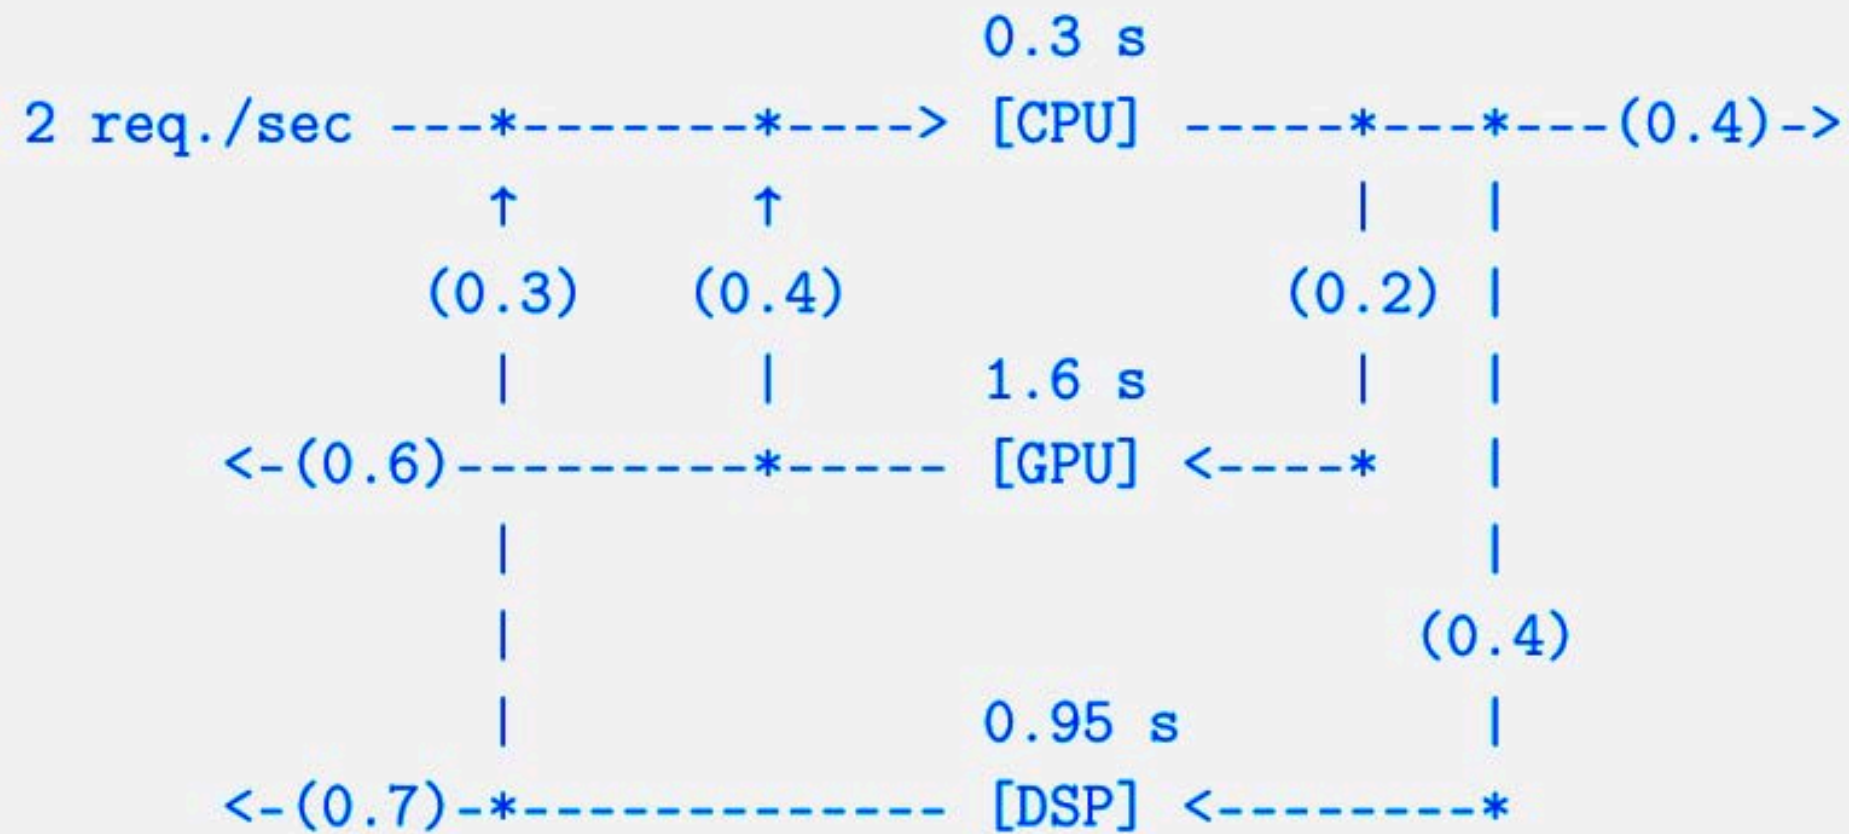 0.3 s
2 req./sec ---*-------*----> [CPU] -----*---*---(0.4)->
↑ ↑ | |
(0.3) (0.4) (0.2) |
| | 1.6 s | |
<-(0.6)---------*----- [GPU] <----* |
| |
| (0.4)
| 0.95 s |
<-(0.7)-*------------- [DSP] <--------*